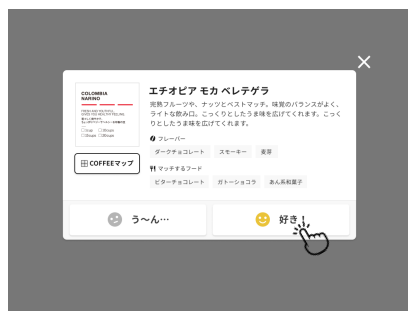 エチオピア モカ ベレテゲラ
完熟フルーツや、ナッツとベストマッチ。味覚のバランスがよく、
ライトな飲み口。こっくりとしたうま味を広げてくれます。こっく
りとしたうま味を広げてくれます。
COLOMBIA
NARINO
COFFEEマップ
フレーバー
ダークチョコレート スモーキー 麦芽
マッチするフード
ビターチョコレート ガトーショコラ あん系和菓子
う〜ん…
好き！